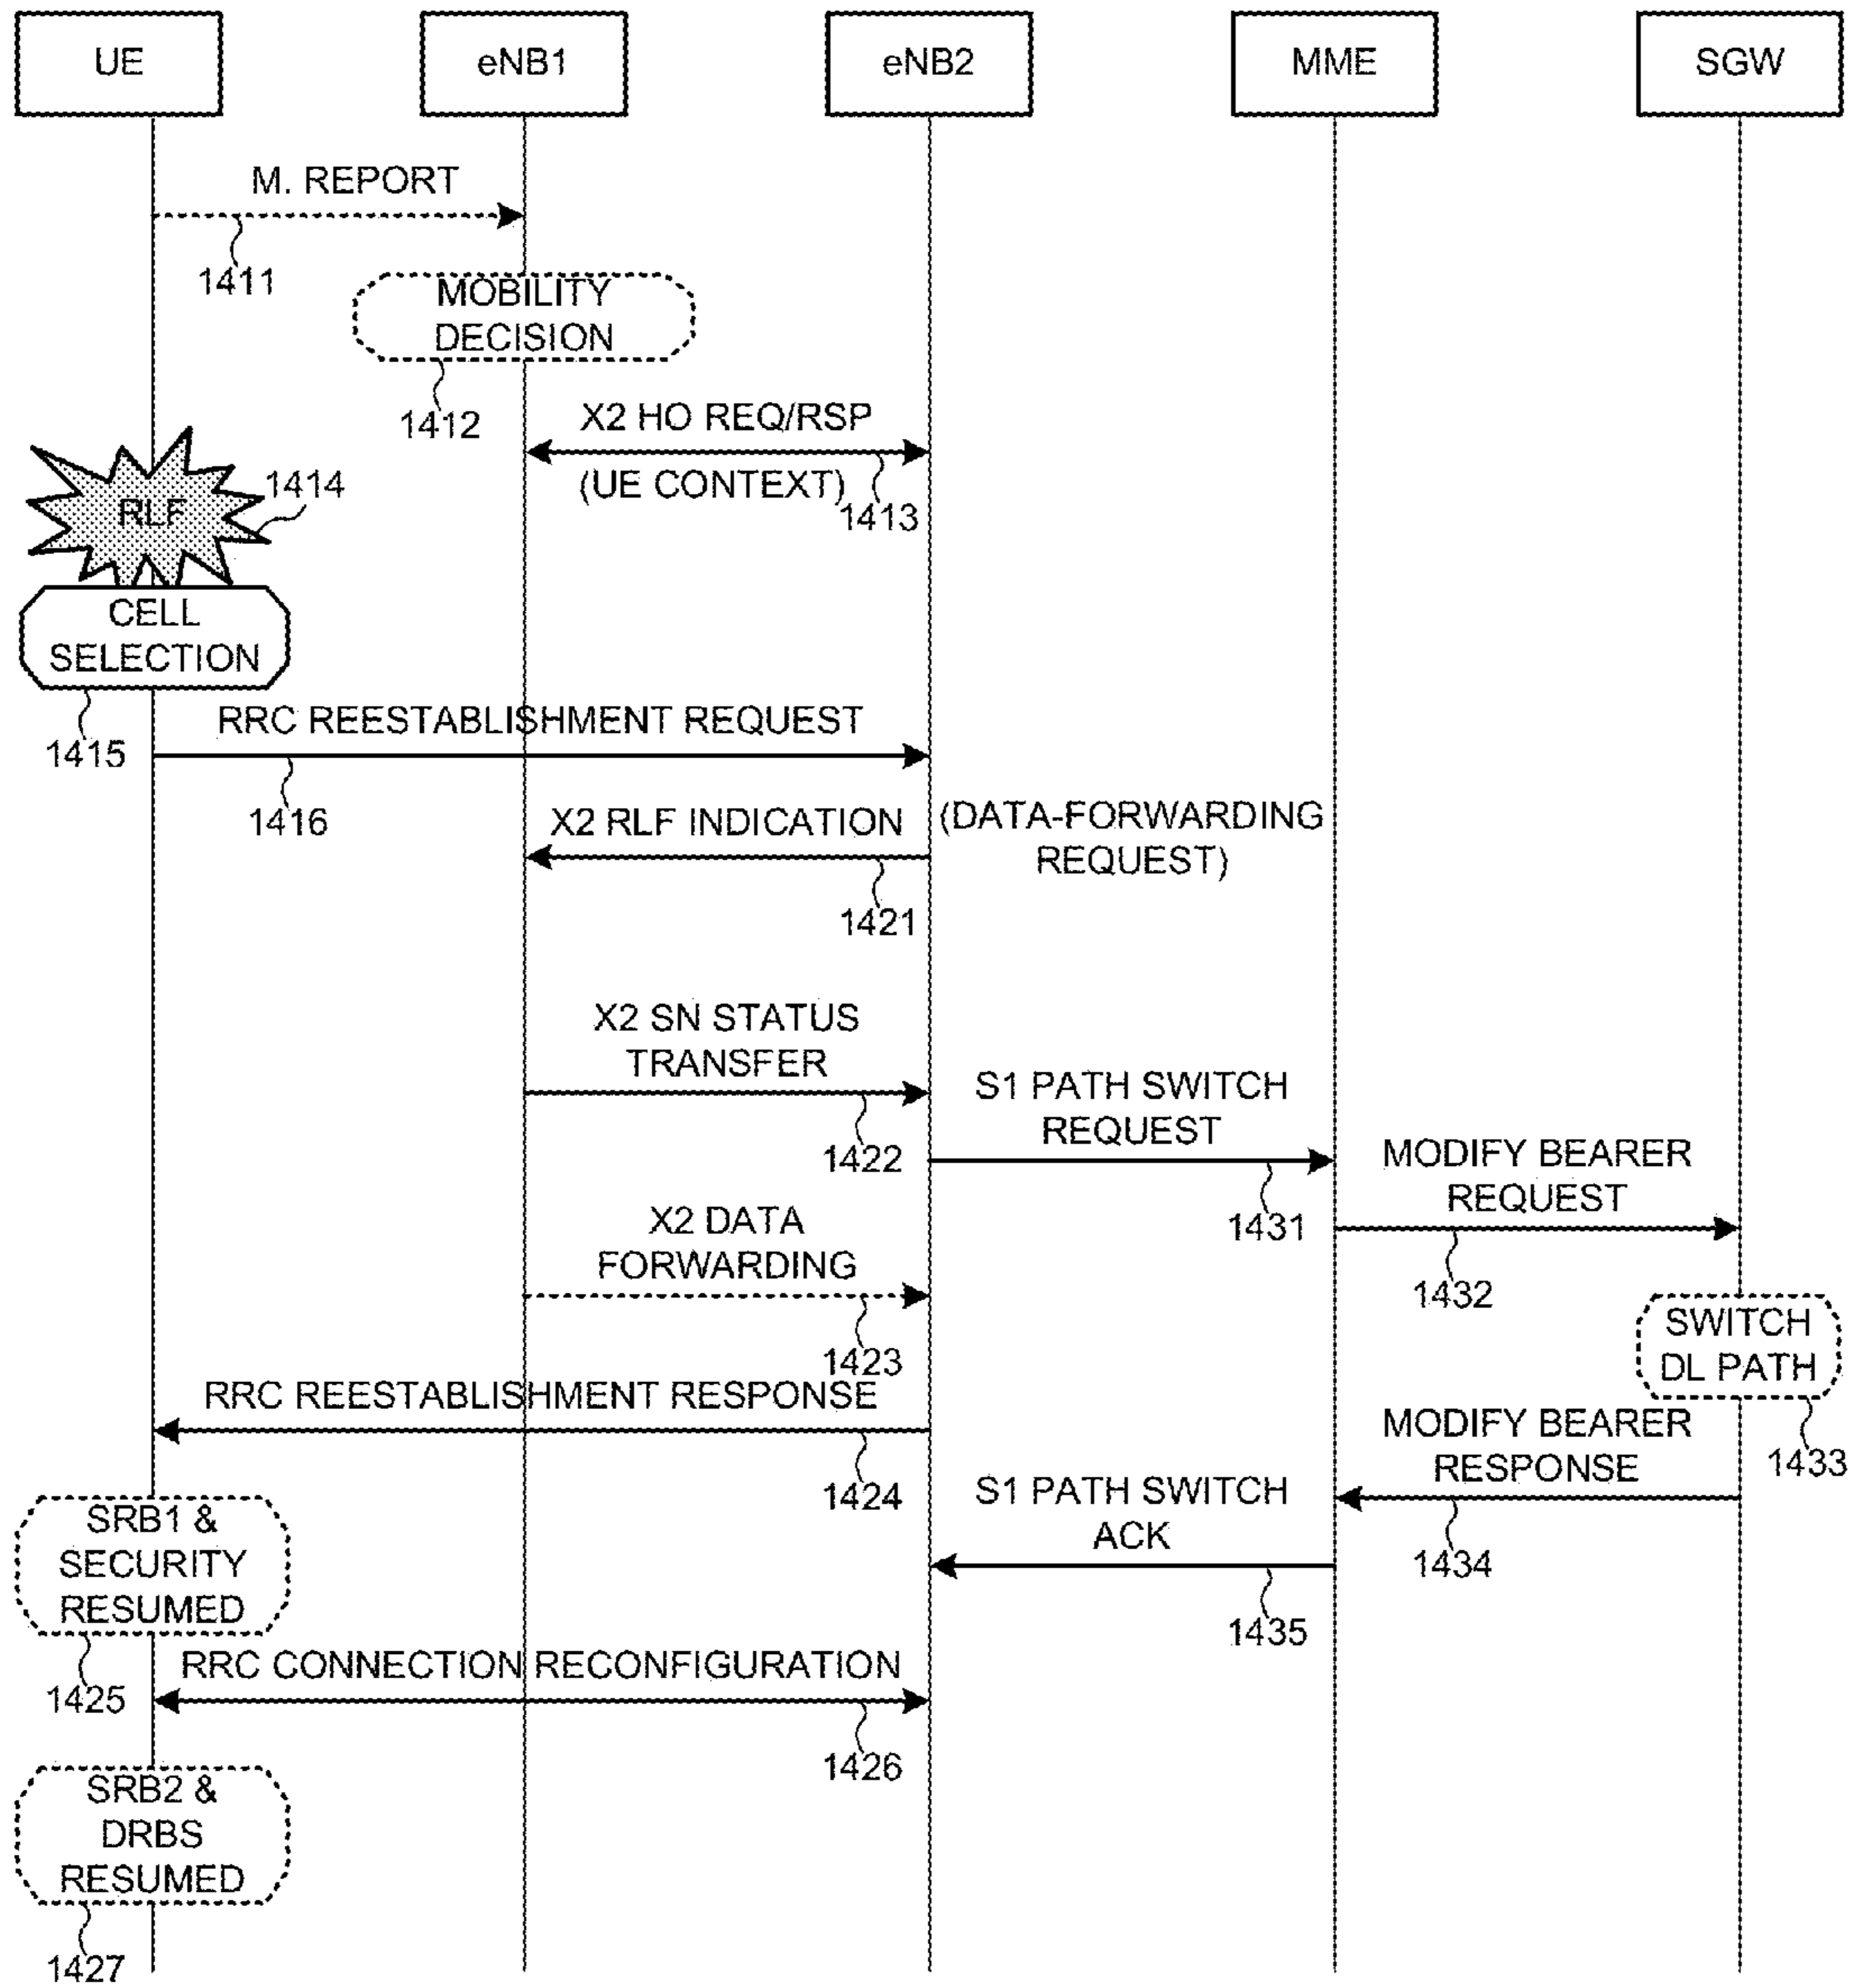 UE
eNB1
eNB2
MME
SGW
M. REPORT
1411
MOBILITY
DECISION
1412
X2 HO REQ/RSP
(UE CONTEXT)
1413
RLF
1414
CELL
SELECTION
1415
RRC REESTABLISHMENT REQUEST
1416
X2 RLF INDICATION
(DATA-FORWARDING
REQUEST)
1421
X2 SN STATUS
TRANSFER
1422
S1 PATH SWITCH
REQUEST
1431
MODIFY BEARER
REQUEST
1432
X2 DATA
FORWARDING
1423
SWITCH
DL PATH
1433
RRC REESTABLISHMENT RESPONSE
1424
MODIFY BEARER
RESPONSE
1434
S1 PATH SWITCH
ACK
1435
SRB1 &
SECURITY
RESUMED
1425
RRC CONNECTION RECONFIGURATION
1426
SRB2 &
DRBS
RESUMED
1427